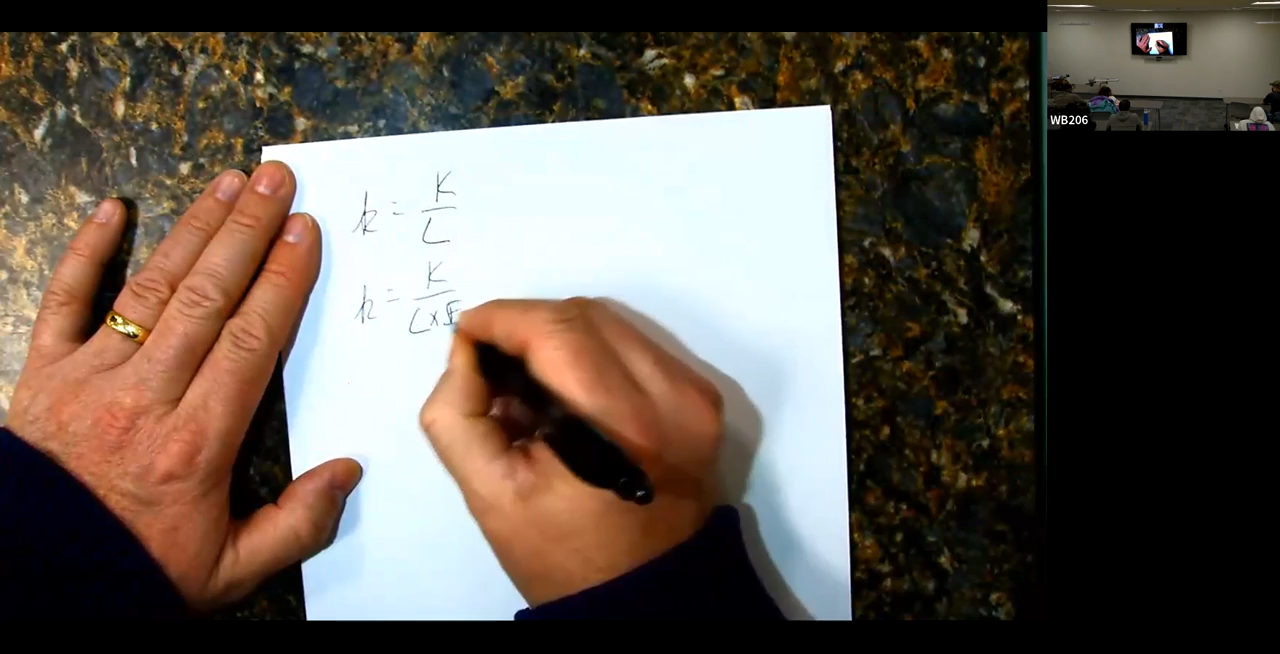 k = K
L
k = K
L x E
WB206